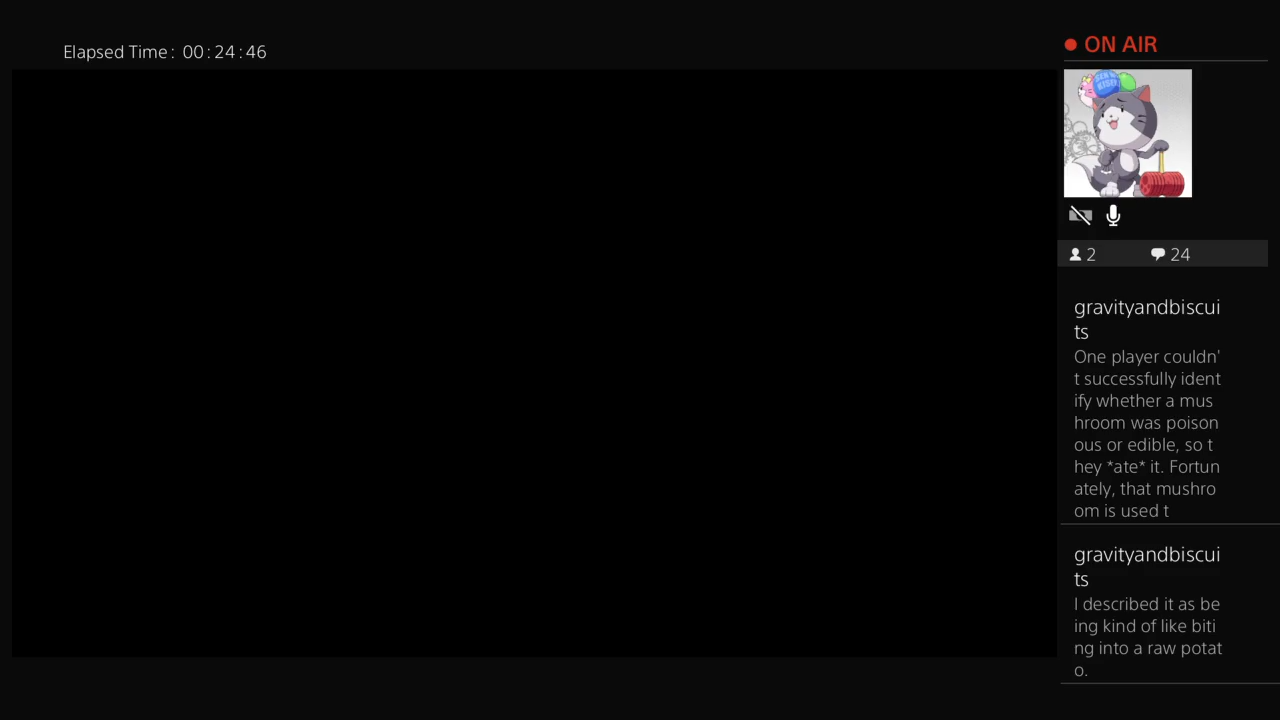 Elapsed Time: 00:24:46
ON AIR
2 24
gravityandbiscui
ts
One player couldn'
t successfully ident
ify whether a mus
hroom was poison
ous or edible, so t
hey *ate* it. Fortun
ately, that mushro
om is used t
gravityandbiscui
ts
I described it as be
ing kind of like biti
ng into a raw potat
o.